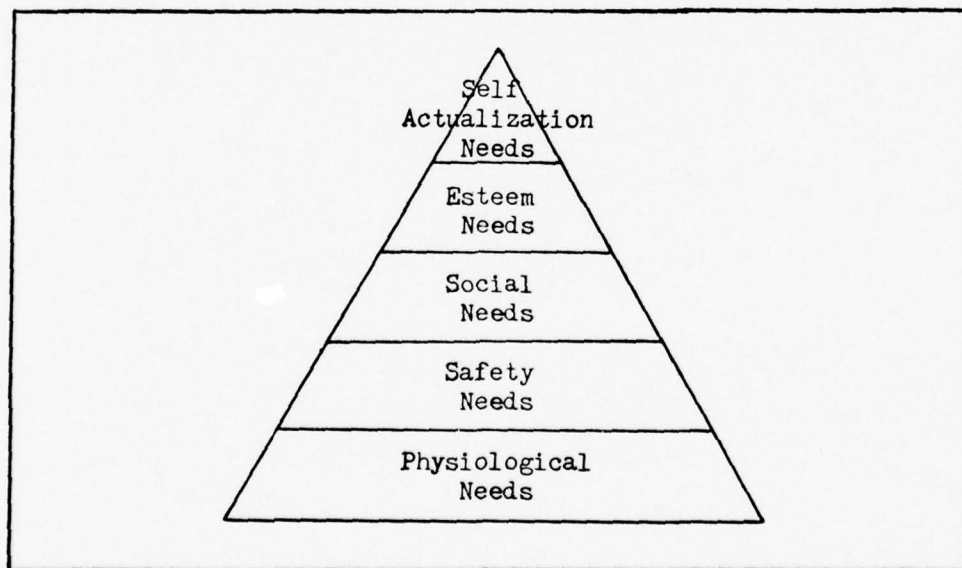 Self
Actualization
Needs
Esteem
Needs
Social
Needs
Safety
Needs
Physiological
Needs